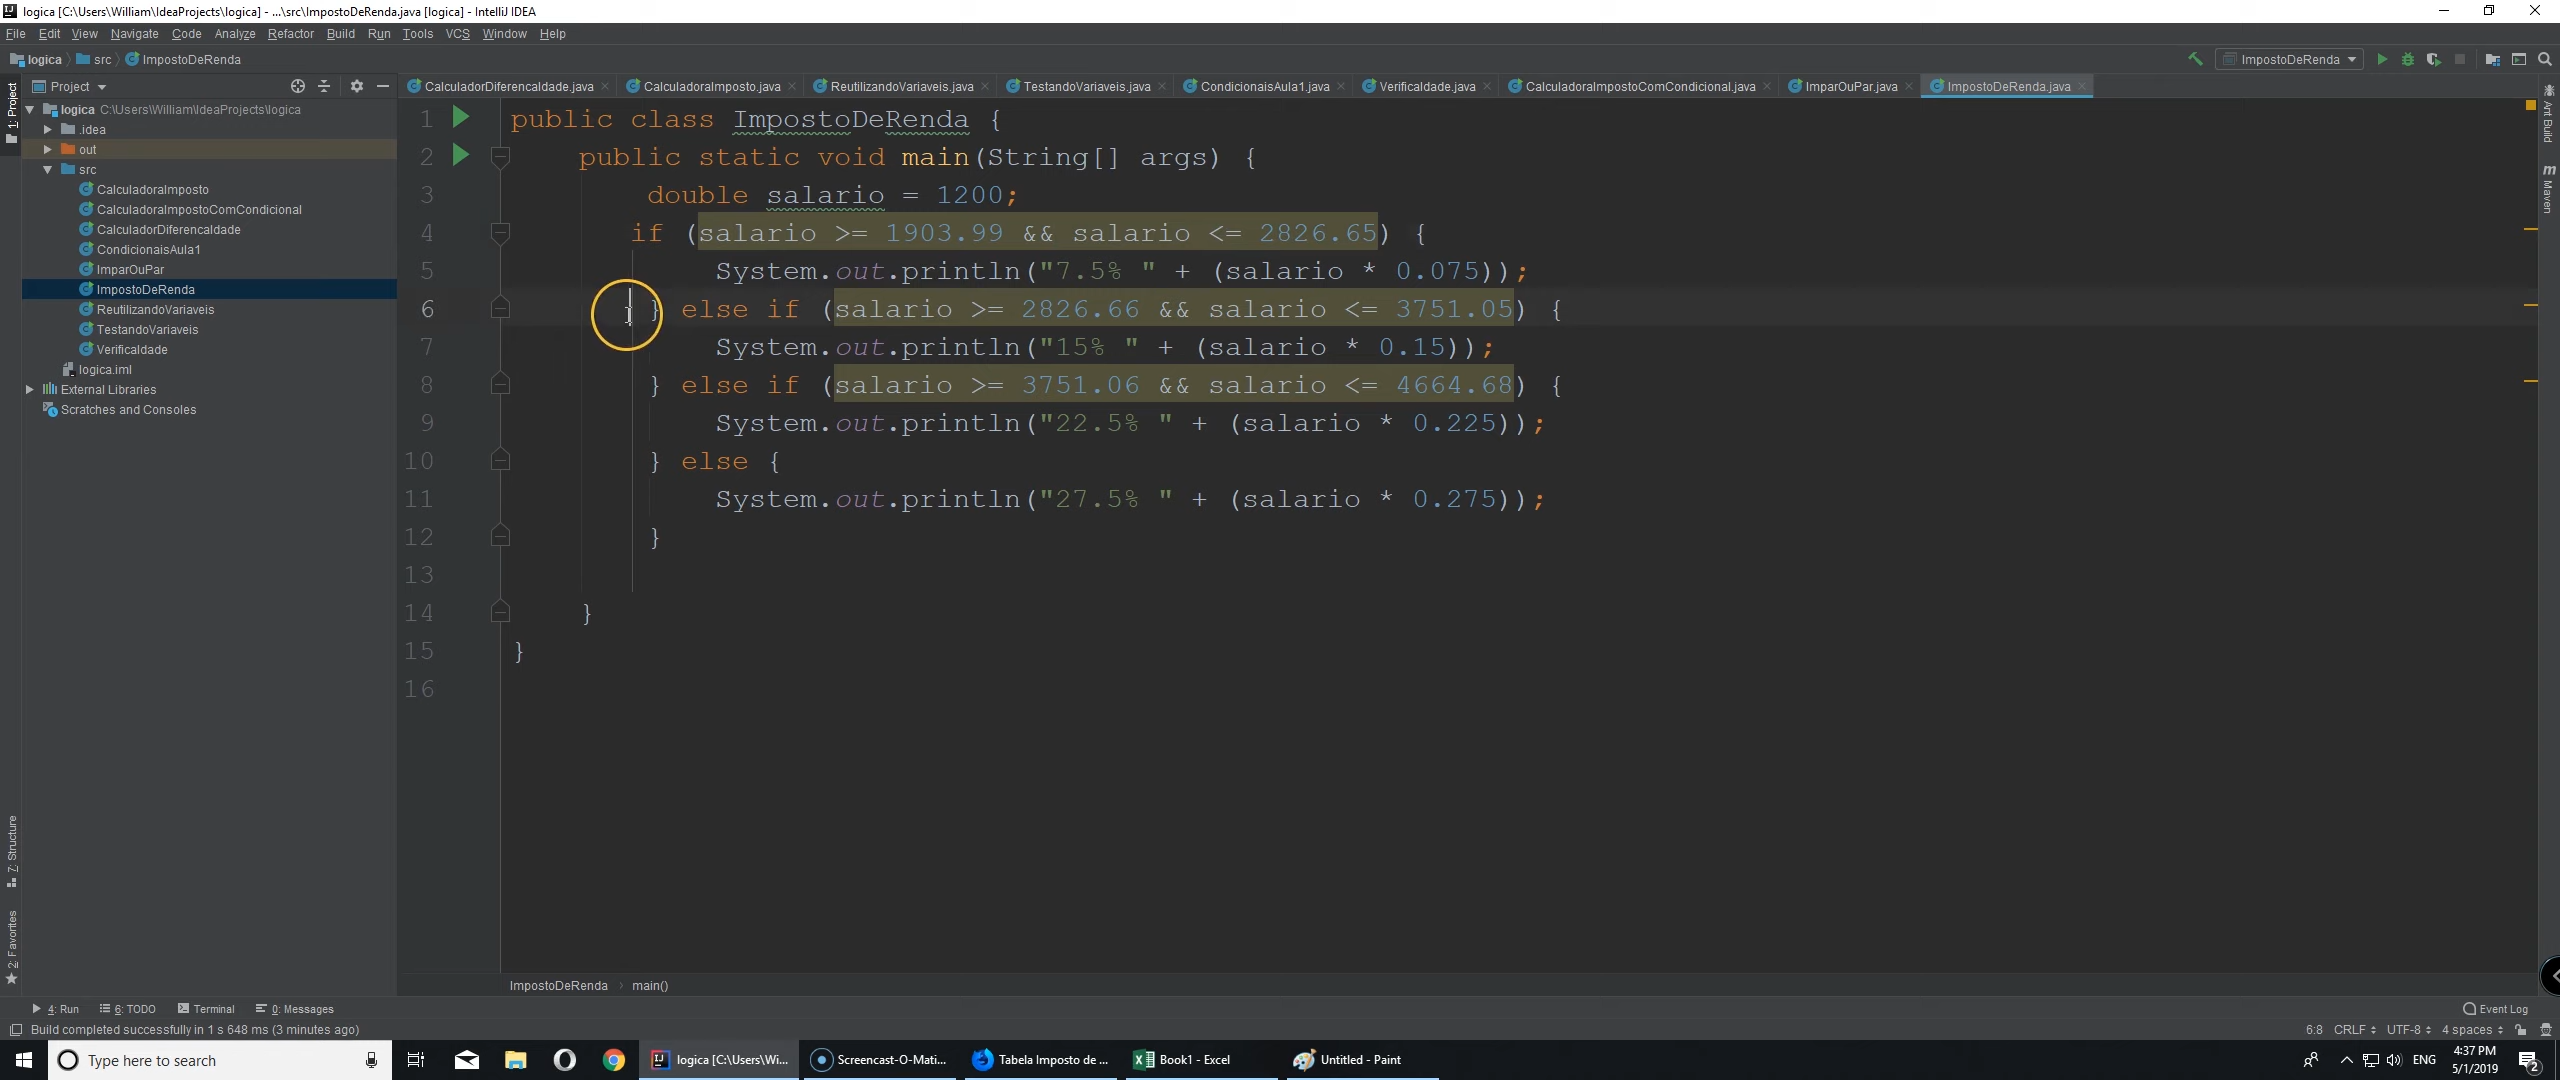 logica [C:\Users\William\IdeaProjects\logica] - ...\src\ImpostoDeRenda.java [logica] - IntelliJ IDEA
File Edit View Navigate Code Analyze Refactor Build Run Tools VCS Window Help
logica src ImpostoDeRenda
ImpostoDeRenda
Project
CalculadorDiferencaIdade.java CalculadoraImposto.java ReutilizandoVariaveis.java TestandoVariaveis.java CondicionaisAula1.java VerificaIdade.java CalculadoraImpostoComCondicional.java ImparOuPar.java ImpostoDeRenda.java
logica C:\Users\William\IdeaProjects\logica
.idea
out
src
CalculadoraImposto
CalculadoraImpostoComCondicional
CalculadorDiferencaIdade
CondicionaisAula1
ImparOuPar
ImpostoDeRenda
ReutilizandoVariaveis
TestandoVariaveis
VerificaIdade
logica.iml
External Libraries
Scratches and Consoles
1: Project
7: Structure
2: Favorites
1 public class ImpostoDeRenda {
2 public static void main(String[] args) {
3 double salario = 1200;
4 if (salario >= 1903.99 && salario <= 2826.65) {
5 System.out.println("7.5% " + (salario * 0.075));
6 } else if (salario >= 2826.66 && salario <= 3751.05) {
7 System.out.println("15% " + (salario * 0.15));
8 } else if (salario >= 3751.06 && salario <= 4664.68) {
9 System.out.println("22.5% " + (salario * 0.225));
10 } else {
11 System.out.println("27.5% " + (salario * 0.275));
12 }
13
14 }
15 }
16
Ant Build
m Maven
ImpostoDeRenda main()
4: Run 6: TODO Terminal 0: Messages
Event Log
Build completed successfully in 1 s 648 ms (3 minutes ago)
6:8 CRLF UTF-8 4 spaces
Type here to search
logica [C:\Users\Wi...
Screencast-O-Mati...
Tabela Imposto de ...
Book1 - Excel
Untitled - Paint
ENG
4:37 PM
5/1/2019
2